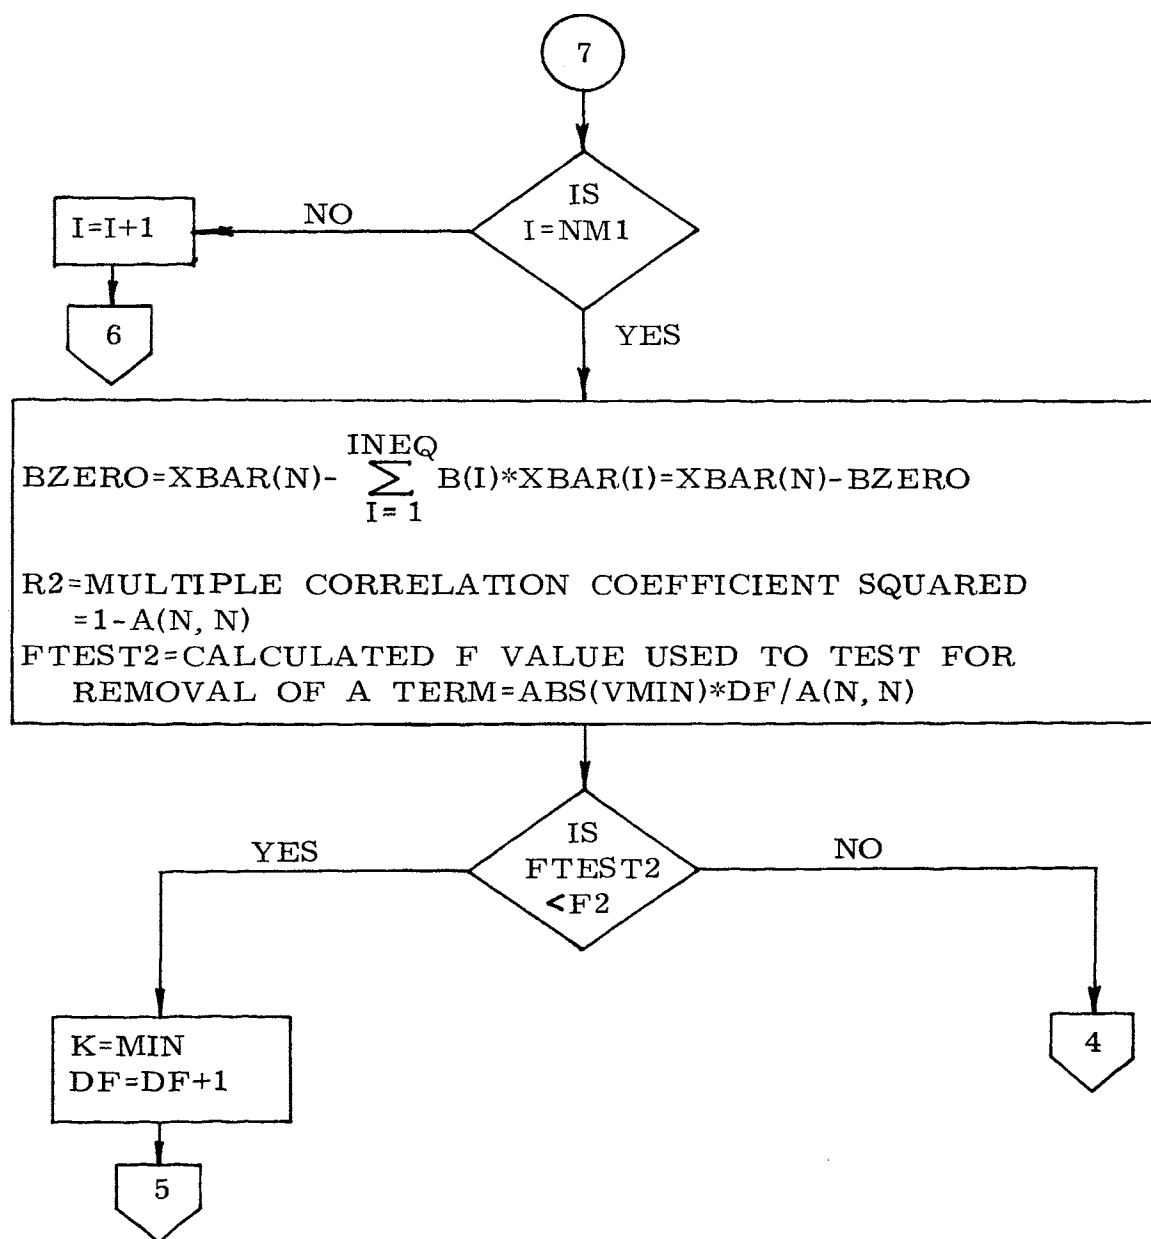 7
IS
I=NM1
NO
I=I+1
6
YES
INEQ
BZERO=XBAR(N)- ∑ B(I)*XBAR(I)=XBAR(N)-BZERO
I= 1
R2=MULTIPLE CORRELATION COEFFICIENT SQUARED
=1-A(N, N)
FTEST2=CALCULATED F VALUE USED TO TEST FOR
REMOVAL OF A TERM=ABS(VMIN)*DF/A(N, N)
IS
FTEST2
<F2
YES
NO
K=MIN
DF=DF+1
4
5